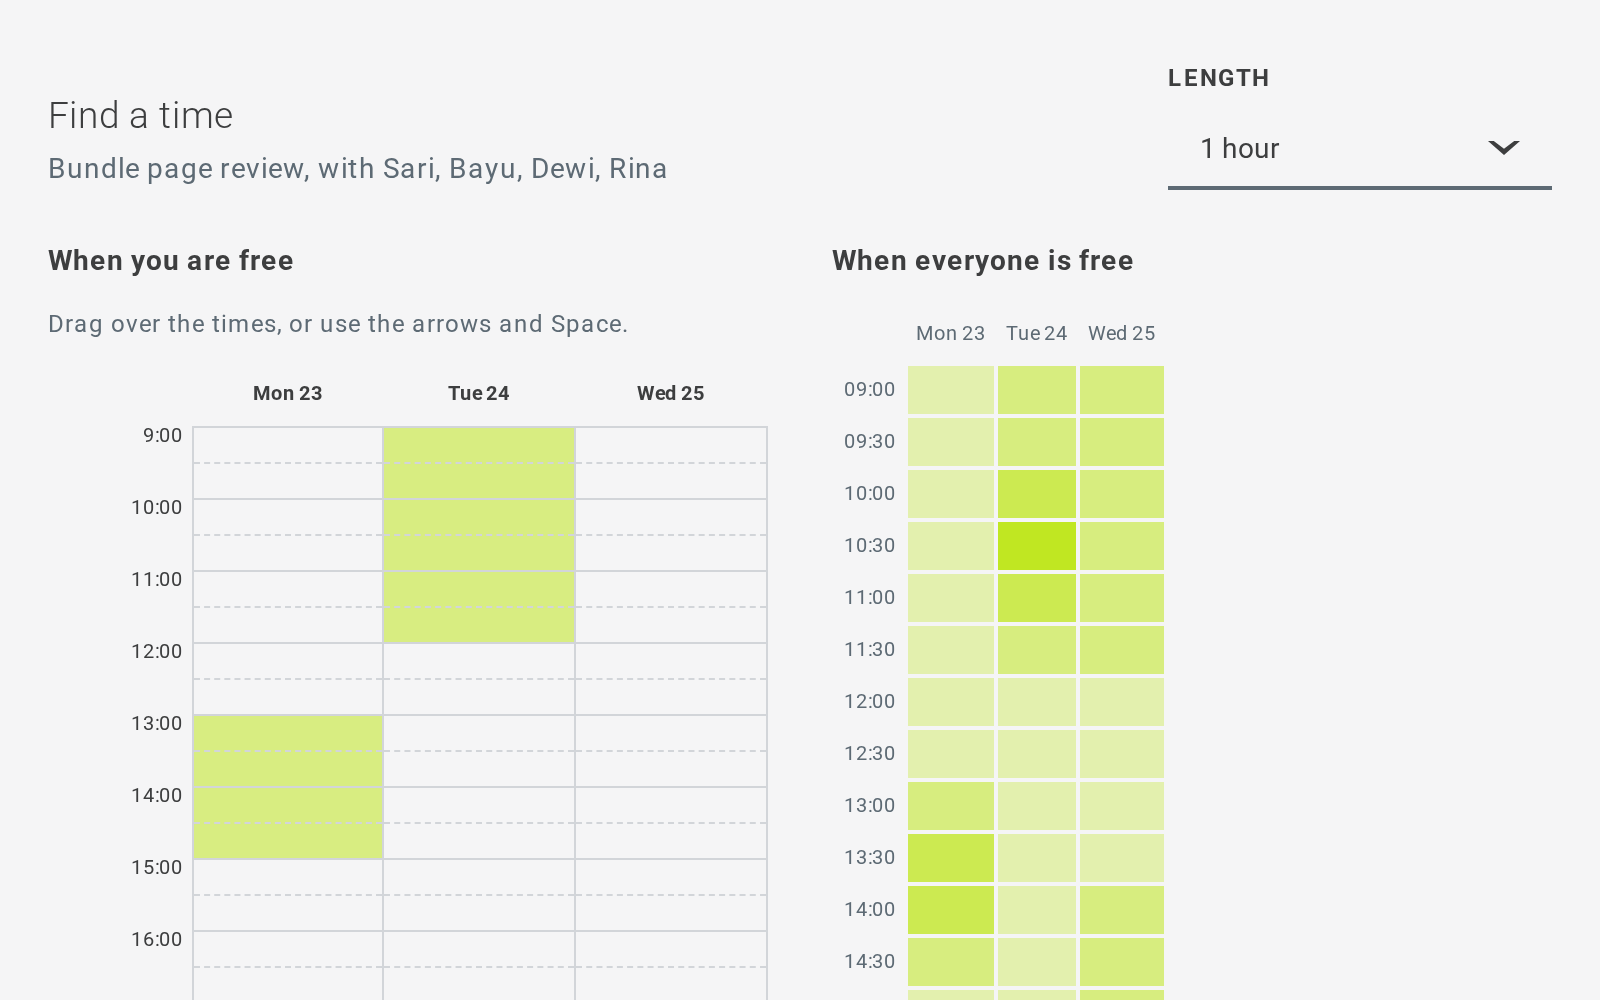 LENGTH
Find a time
1 hour
Bundle page review, with Sari, Bayu, Dewi, Rina
When you are free
Drag over the times, or use the arrows and Space.
Mon 23 Tue 24 Wed 25
9:00
10:00
11:00
12:00
13:00
14:00
15:00
16:00
When everyone is free
Mon 23 Tue 24 Wed 25
09:00
09:30
10:00
10:30
11:00
11:30
12:00
12:30
13:00
13:30
14:00
14:30